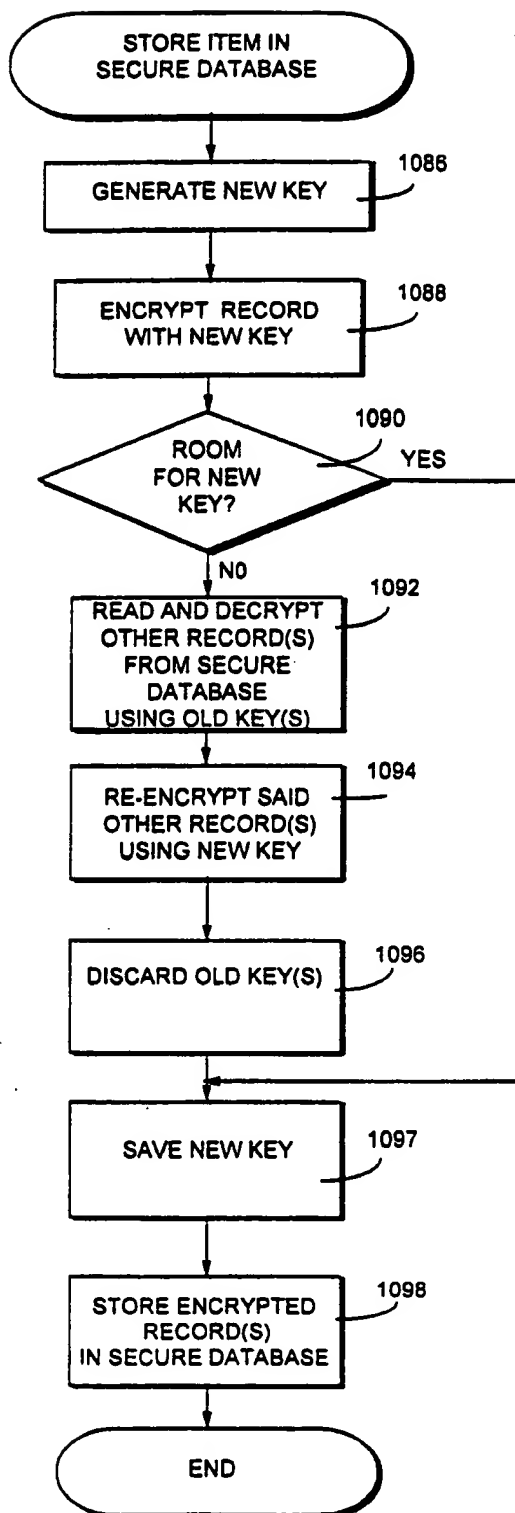 STORE ITEM IN
SECURE DATABASE
1086
GENERATE NEW KEY
1088
ENCRYPT RECORD
WITH NEW KEY
1090
ROOM
FOR NEW
KEY?
YES
N0
1092
READ AND DECRYPT
OTHER RECORD(S)
FROM SECURE
DATABASE
USING OLD KEY(S)
1094
RE-ENCRYPT SAID
OTHER RECORD(S)
USING NEW KEY
1096
DISCARD OLD KEY(S)
SAVE NEW KEY
1097
1098
STORE ENCRYPTED
RECORD(S)
IN SECURE DATABASE
END